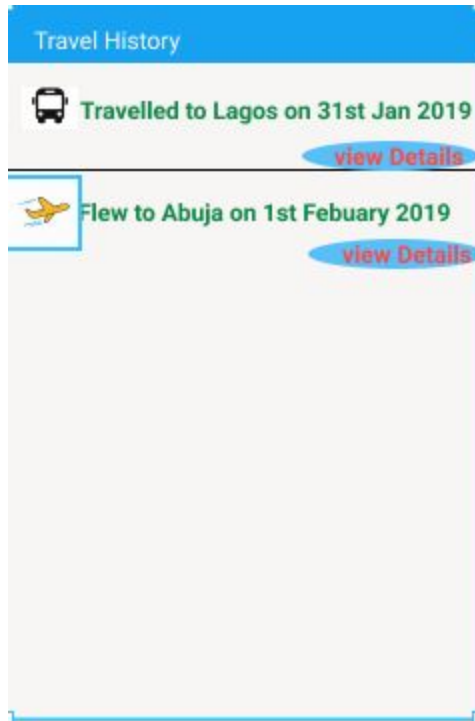 Travel History
Travelled to Lagos on 31st Jan 2019
view Details
Flew to Abuja on 1st Febuary 2019
view Details